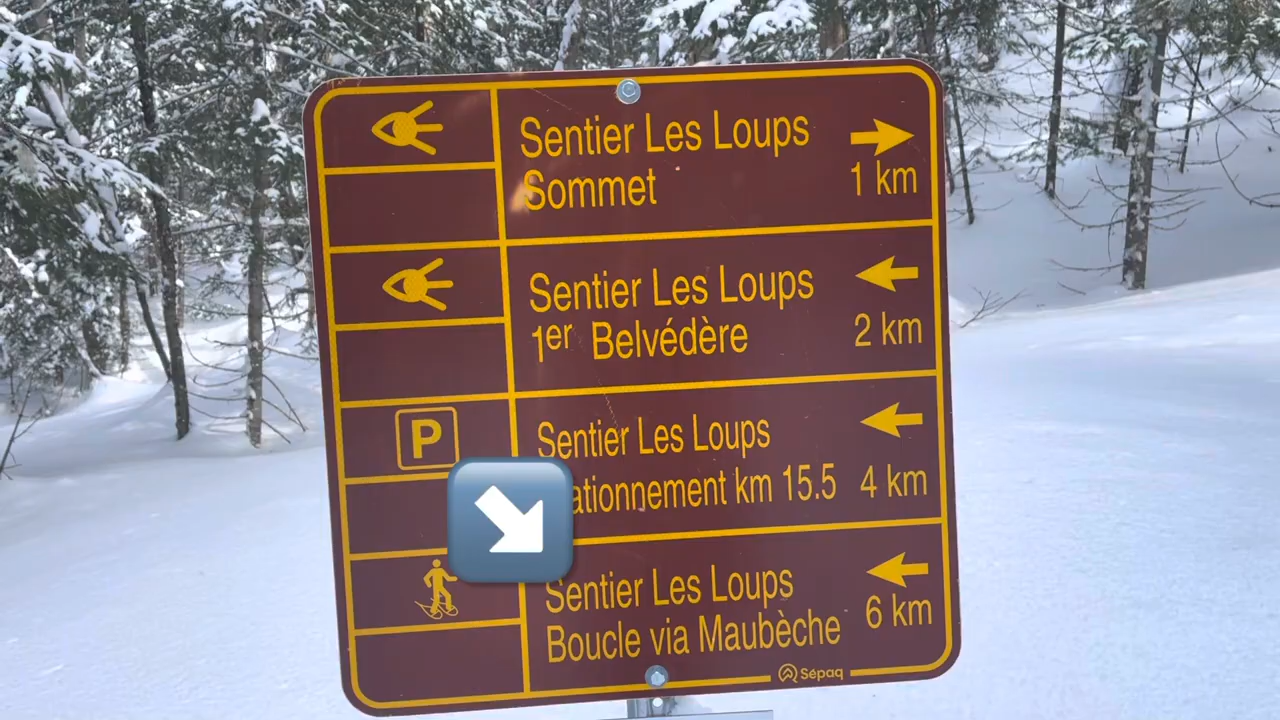 Sentier Les Loups
Sommet
1 km
Sentier Les Loups
1er Belvédère
2 km
P
Sentier Les Loups
ationnement km 15.5
4 km
Sentier Les Loups
Boucle via Maubèche
6 km
Sépaq